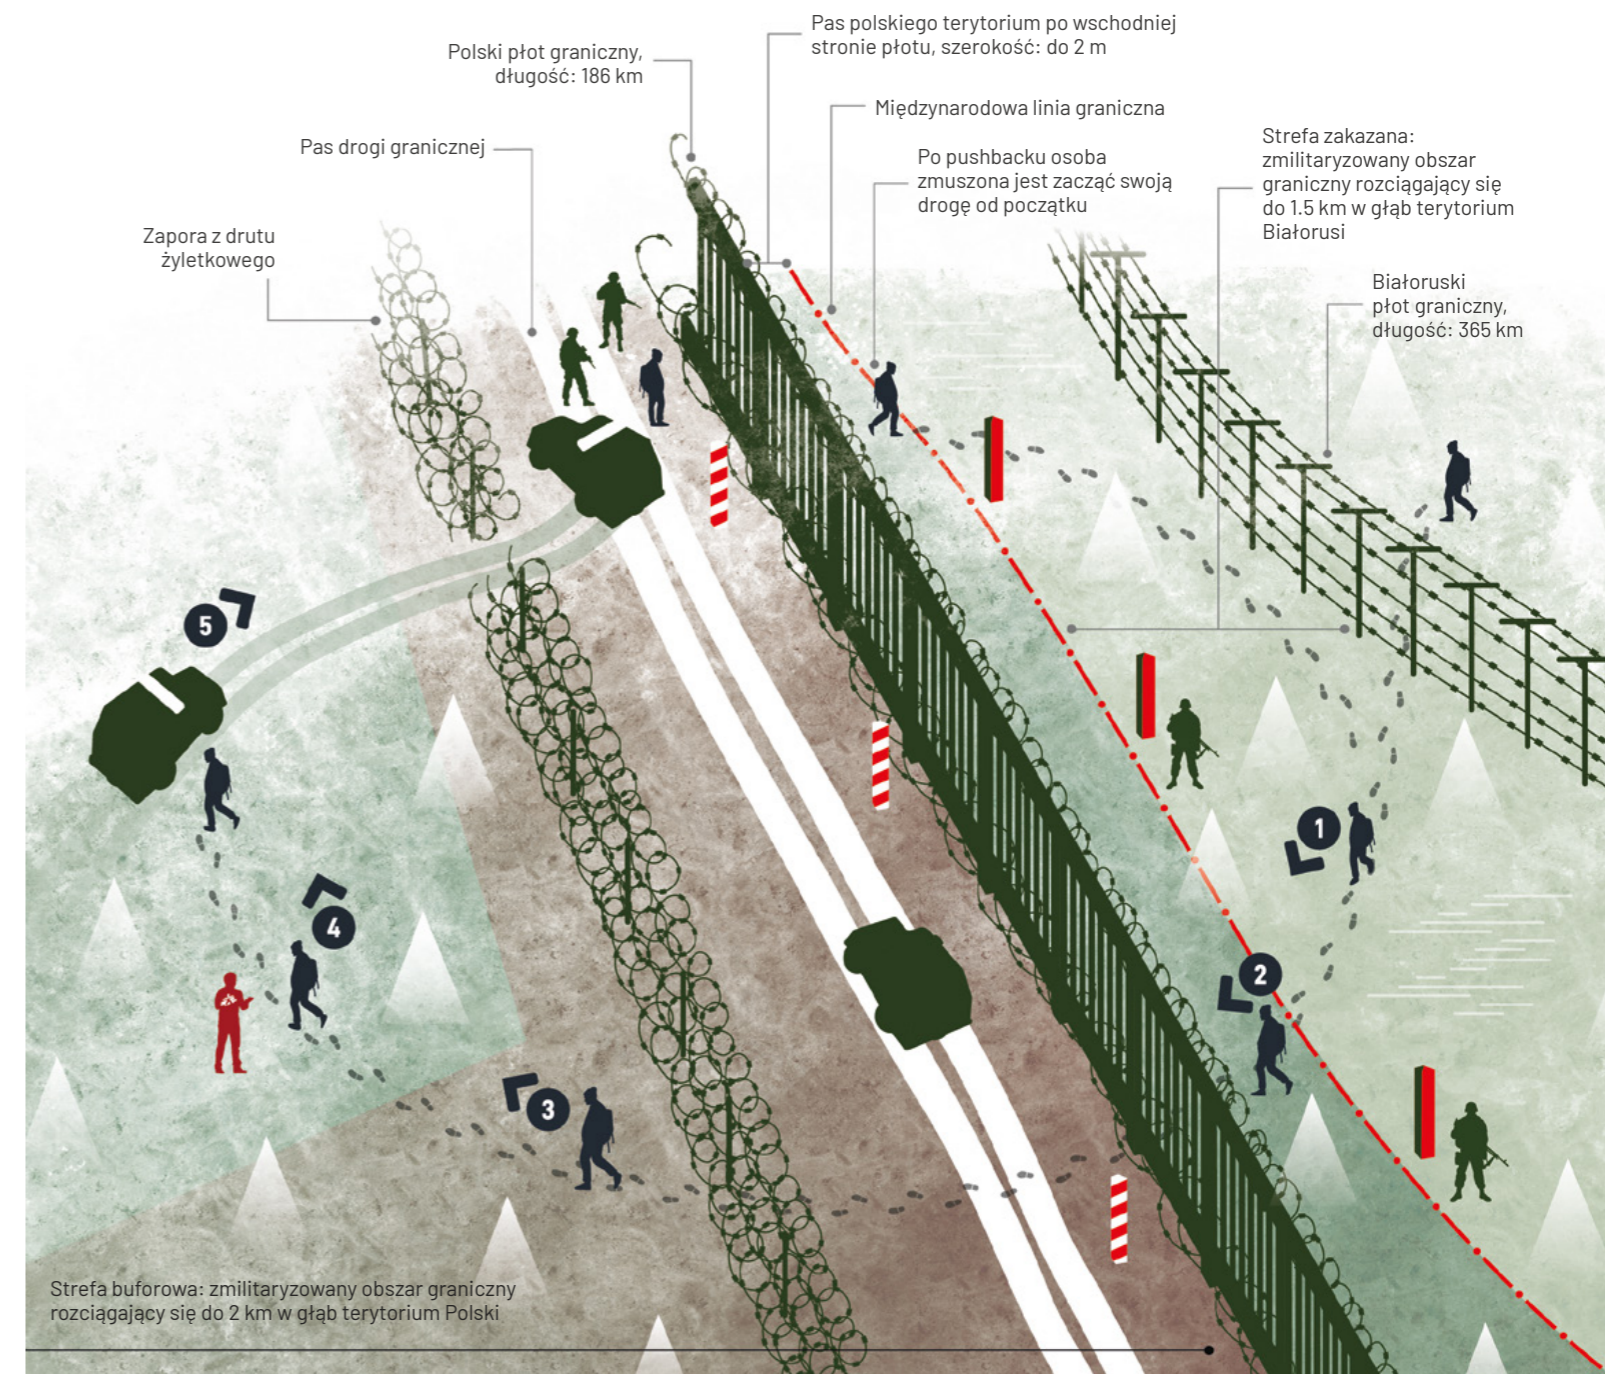 Pas polskiego terytorium po wschodniej
stronie płotu, szerokość: do 2 m
Polski płot graniczny,
długość: 186 km
Międzynarodowa linia graniczna
Pas drogi granicznej
Po pushbacku osoba
zmuszona jest zacząć swoją
drogę od początku
Strefa zakazana:
zmilitaryzowany obszar
graniczny rozciągający się
do 1.5 km w głąb terytorium
Białorusi
Zapora z drutu
żyletkowego
Białoruski
płot graniczny,
długość: 365 km
5
1
4
2
3
Strefa buforowa: zmilitaryzowany obszar graniczny
rozciągający się do 2 km w głąb terytorium Polski